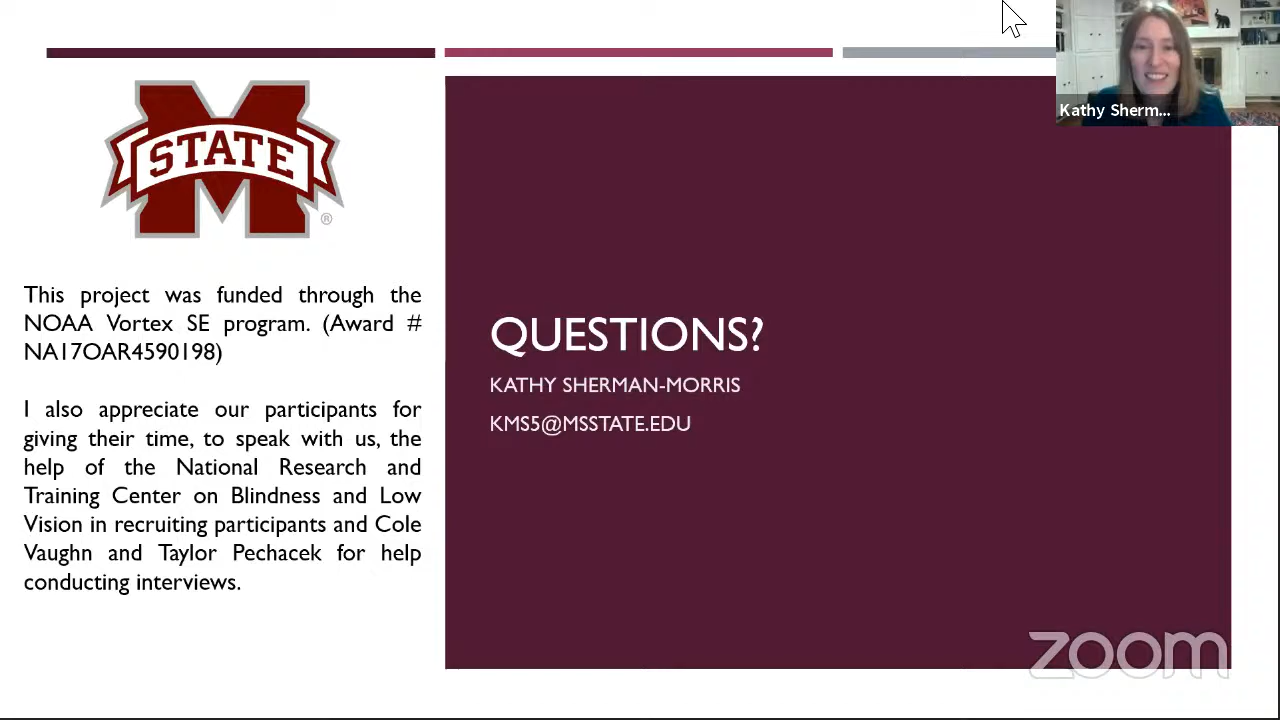 Kathy Sherm...
STATE
®
This project was funded through the
NOAA Vortex SE program. (Award #
NA17OAR4590198)
I also appreciate our participants for
giving their time, to speak with us, the
help of the National Research and
Training Center on Blindness and Low
Vision in recruiting participants and Cole
Vaughn and Taylor Pechacek for help
conducting interviews.
QUESTIONS?
KATHY SHERMAN-MORRIS
KMS5@MSSTATE.EDU
zoom